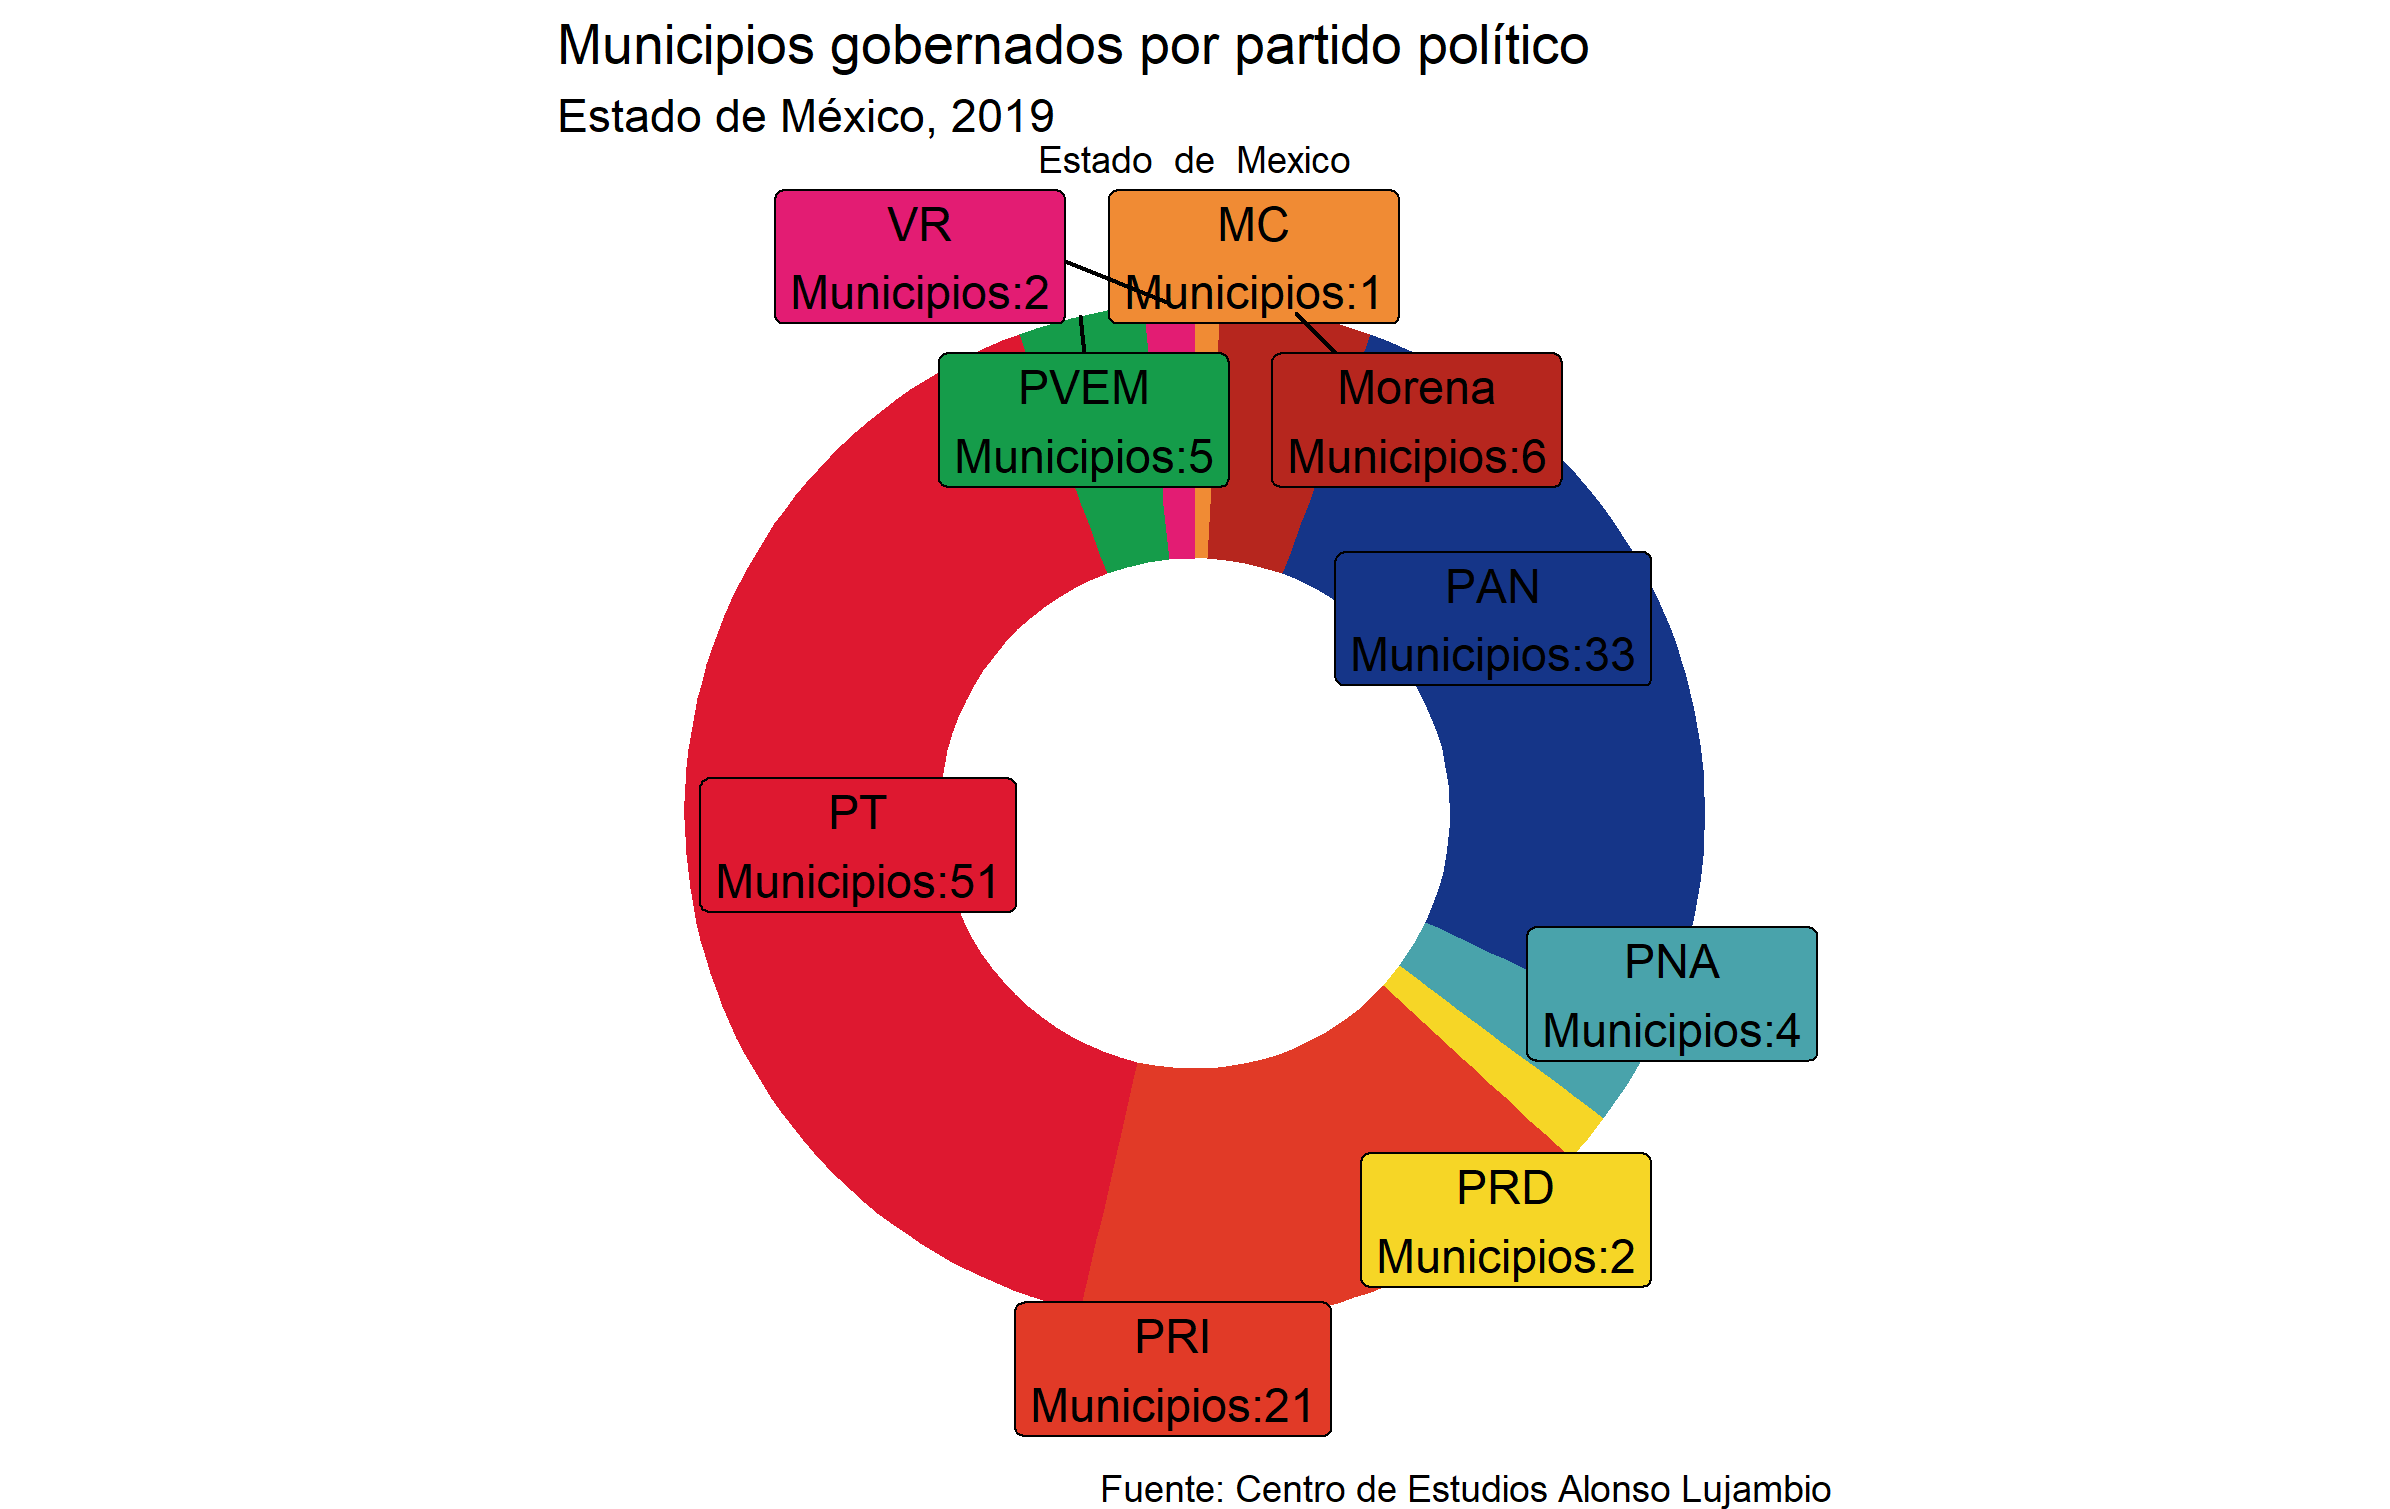 Municipios gobernados por partido político
Estado de México, 2019
Estado de Mexico
VR
Municipios:2
MC
Municipios:1
PVEM
Municipios:5
Morena
Municipios:6
PAN
Municipios:33
PT
Municipios:51
PNA
Municipios:4
PRD
Municipios:2
PRI
Municipios:21
Fuente: Centro de Estudios Alonso Lujambio